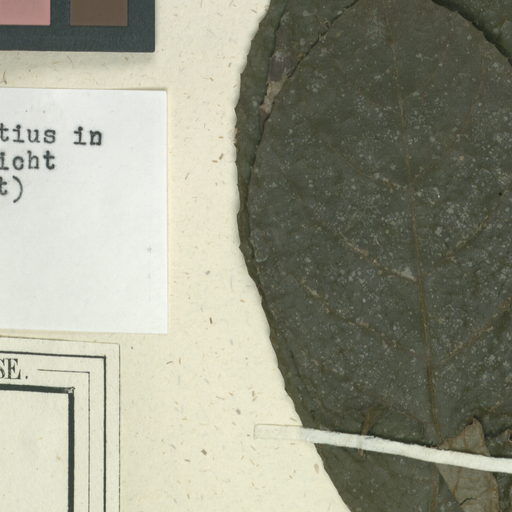 tius in
icht
t)
SE.